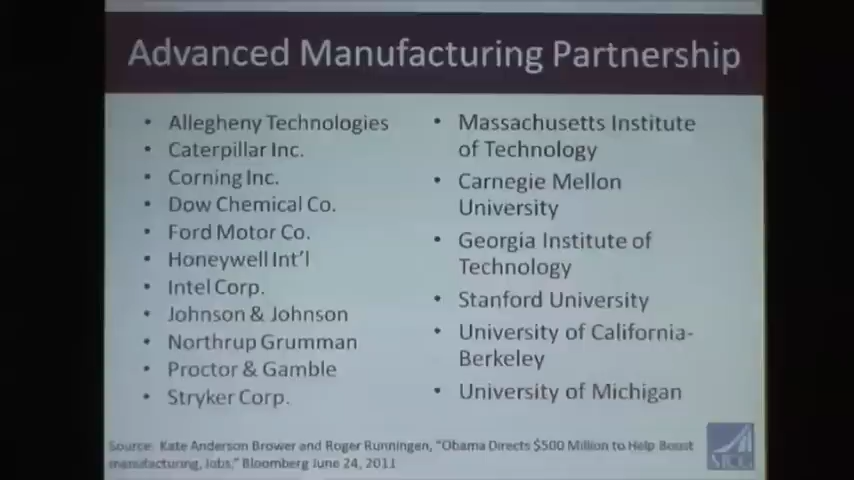 Advanced Manufacturing Partnership
• Allegheny Technologies
• Caterpillar Inc.
• Corning Inc.
• Dow Chemical Co.
• Ford Motor Co.
• Honeywell Int'l
• Intel Corp.
• Johnson & Johnson
• Northrup Grumman
• Proctor & Gamble
• Stryker Corp.
• Massachusetts Institute
of Technology
• Carnegie Mellon
University
• Georgia Institute of
Technology
• Stanford University
• University of California-
Berkeley
• University of Michigan
Source: Kate Anderson Brower and Roger Runningen, "Obama Directs $500 Million to Help Boost
manufacturing, Jobs," Bloomberg June 24, 2011